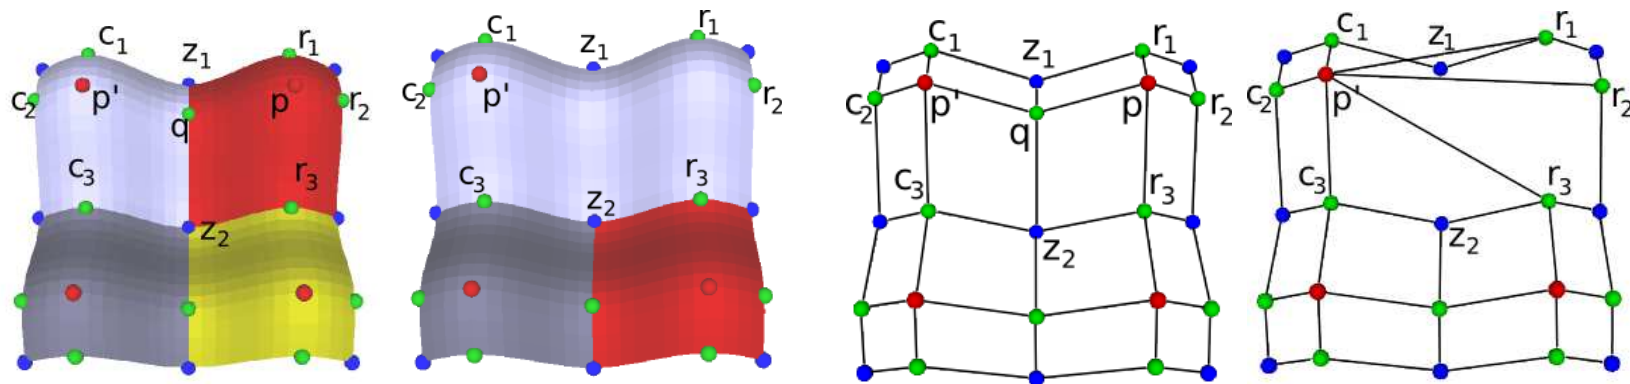 c1 z1 r1
c2 p' q p r2
c3 r3
z2
c1 z1 r1
c2 p' r2
c3 z2 r3
c1 z1 r1
c2 p' q p r2
c3 r3
z2
c1 z1 r1
c2 p' r2
c3 r3
z2